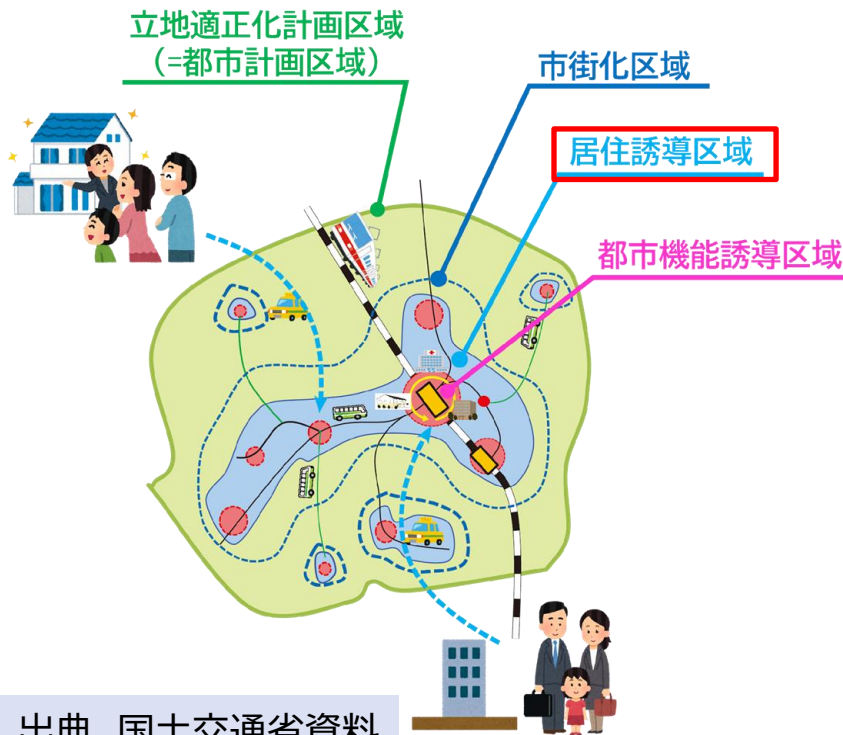 立地適正化計画区域
（=都市計画区域）
市街化区域
居住誘導区域
都市機能誘導区域
出典 国土交通省資料